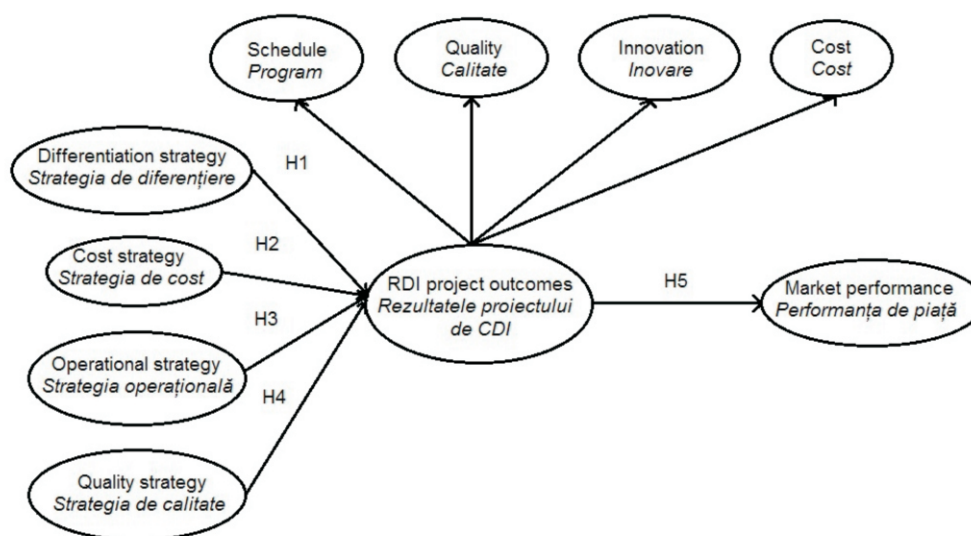 Schedule
Program
Quality
Calitate
Innovation
Inovare
Cost
Cost
Differentiation strategy
Strategia de diferențiere
H1
Cost strategy
Strategia de cost
H2
Operational strategy
Strategia operațională
H3
Quality strategy
Strategia de calitate
H4
RDI project outcomes
Rezultatele proiectului
de CDI
H5
Market performance
Performanța de piață